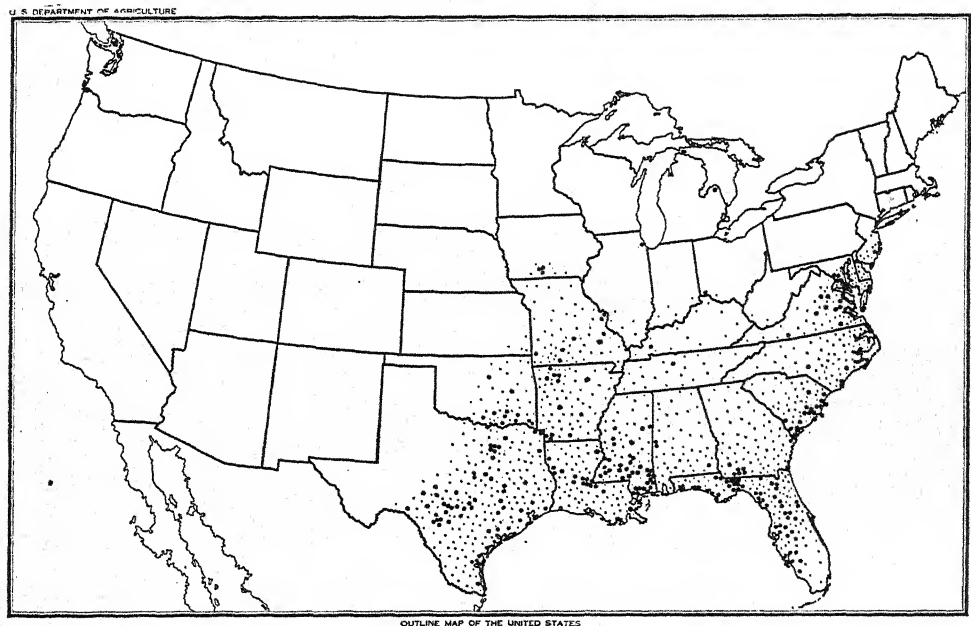 U. S. DEPARTMENT OF AGRICULTURE
OUTLINE MAP OF THE UNITED STATES